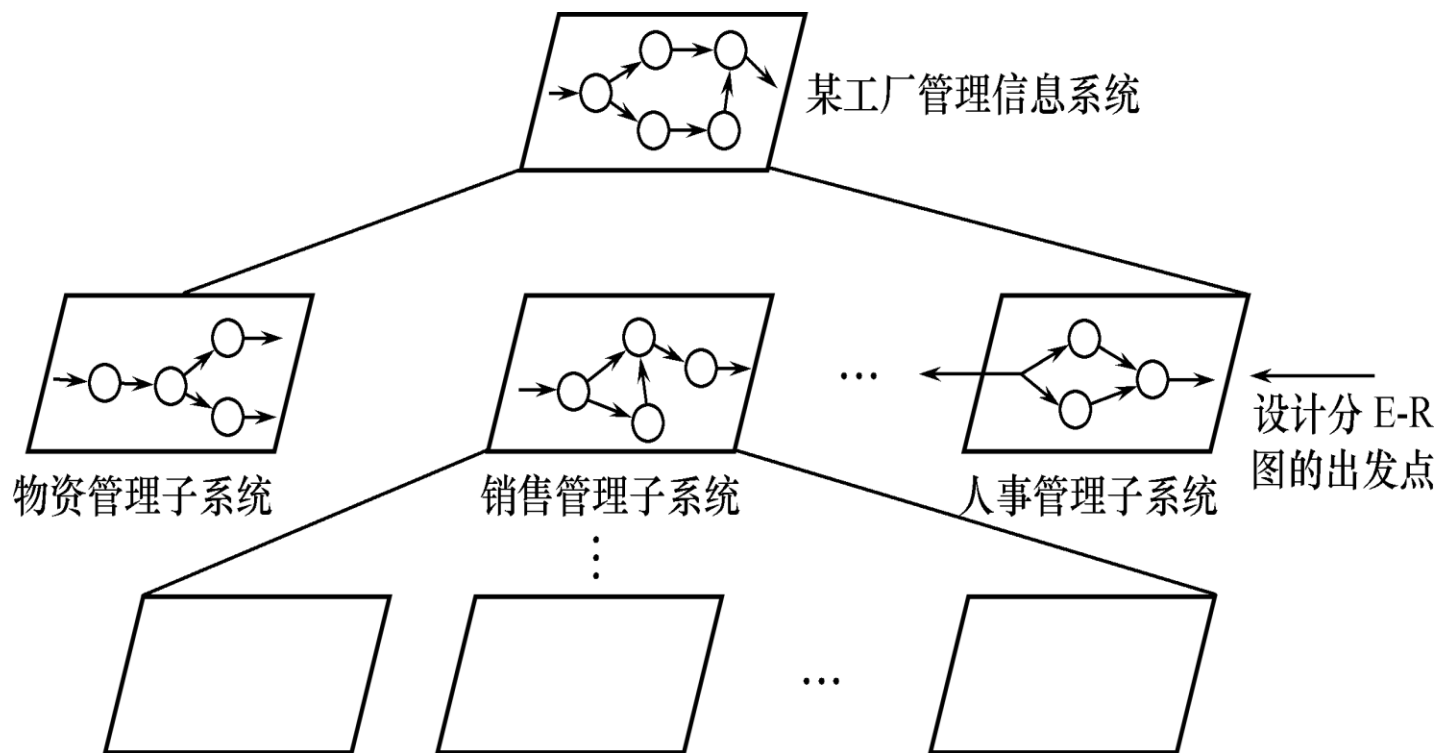 某工厂管理信息系统
…
设计分 E-R
图的出发点
物资管理子系统
销售管理子系统
人事管理子系统
⋮
…